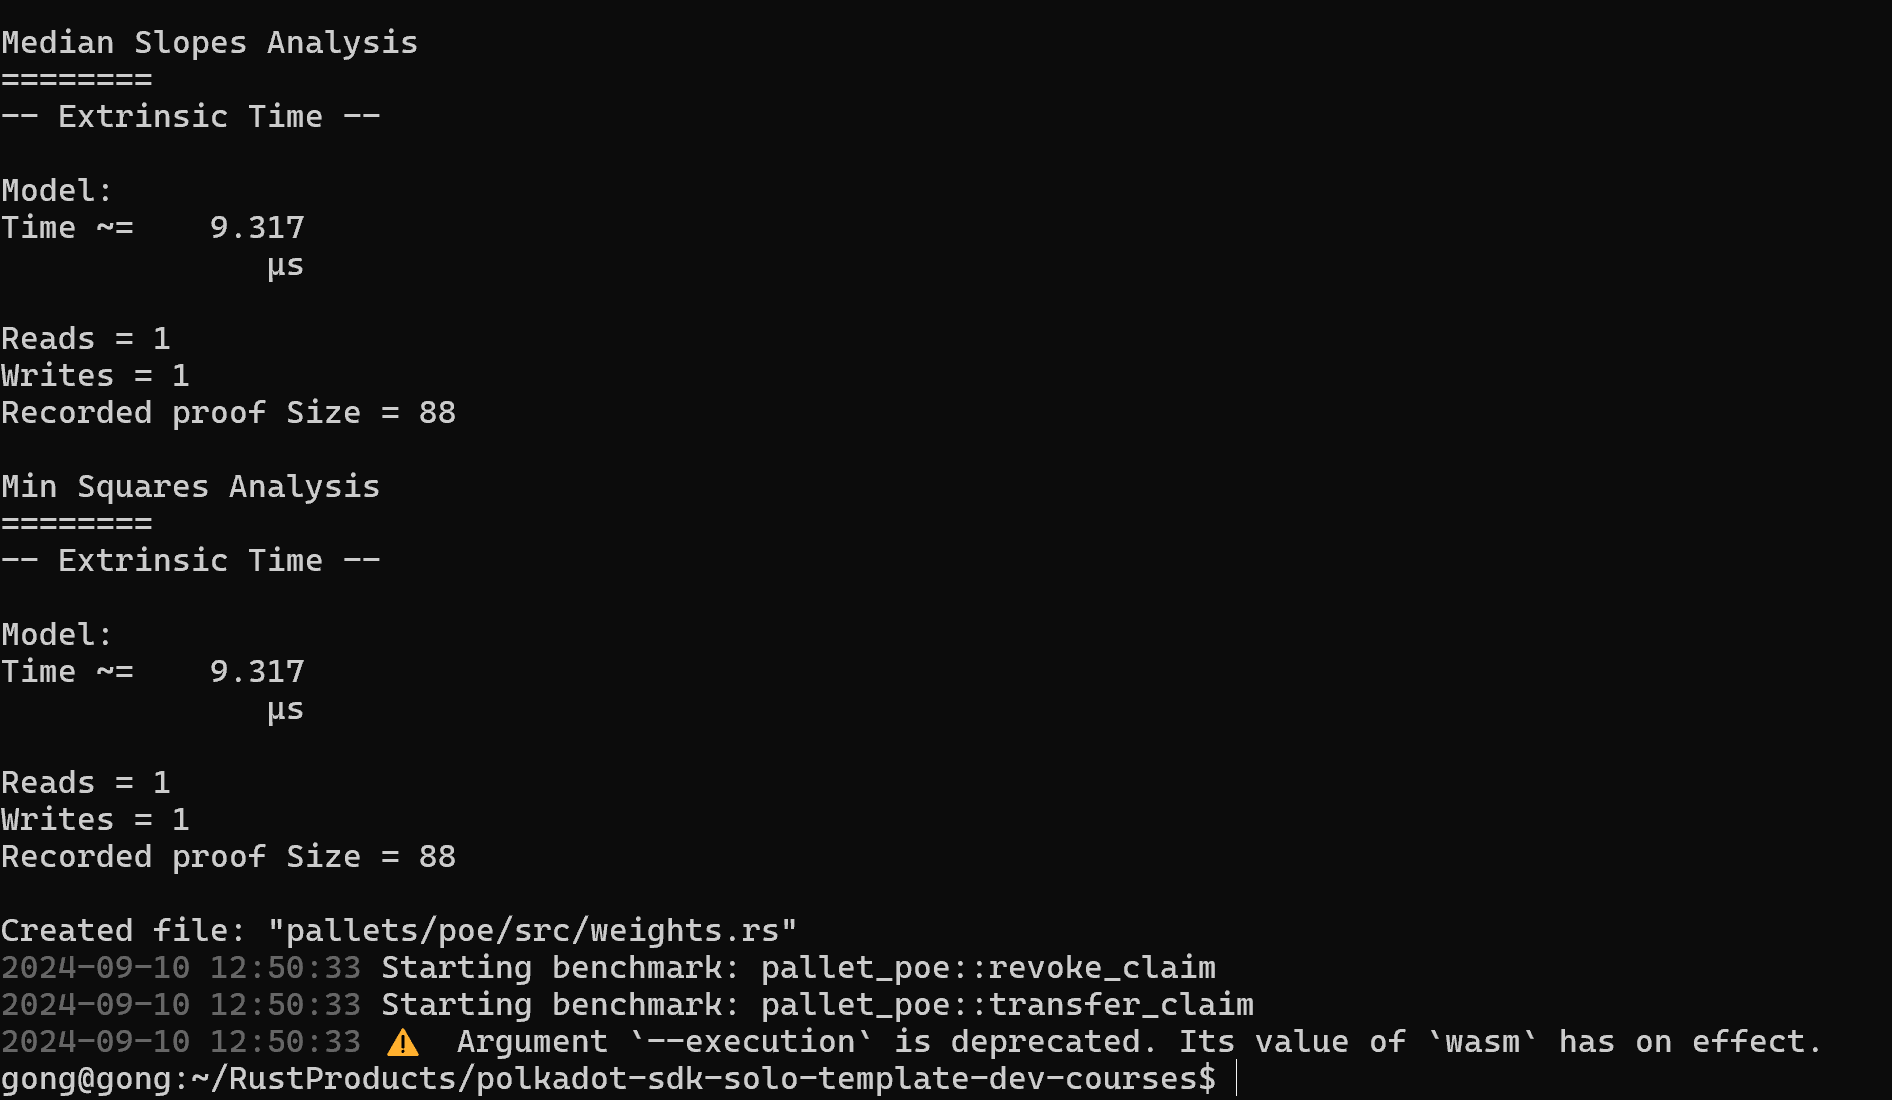 Median Slopes Analysis
========
-- Extrinsic Time --
Model:
Time ~=    9.317
              µs
Reads = 1
Writes = 1
Recorded proof Size = 88
Min Squares Analysis
========
-- Extrinsic Time --
Model:
Time ~=    9.317
              µs
Reads = 1
Writes = 1
Recorded proof Size = 88
Created file: "pallets/poe/src/weights.rs"
2024-09-10 12:50:33 Starting benchmark: pallet_poe::revoke_claim
2024-09-10 12:50:33 Starting benchmark: pallet_poe::transfer_claim
2024-09-10 12:50:33 ⚠️  Argument `--execution` is deprecated. Its value of `wasm` has on effect.
gong@gong:~/RustProducts/polkadot-sdk-solo-template-dev-courses$